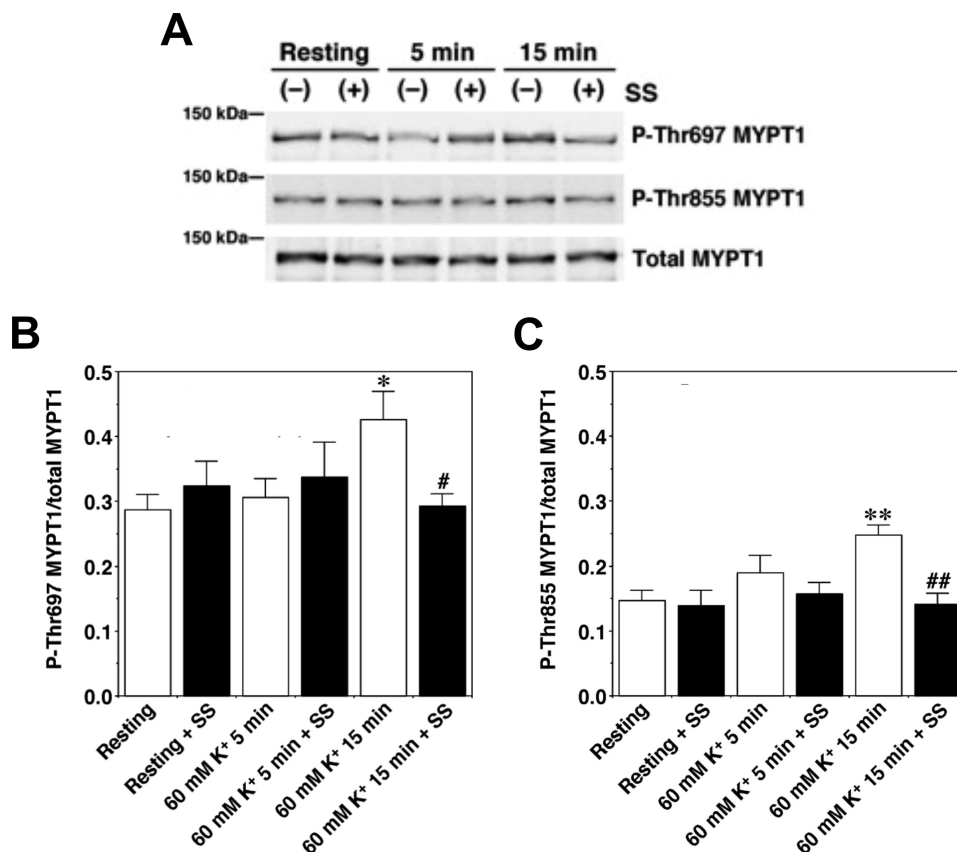 A
Resting 5 min 15 min
(−) (+) (−) (+) (−) (+) SS
150 kDa
P-Thr697 MYPT1
150 kDa
P-Thr855 MYPT1
150 kDa
Total MYPT1
B
P-Thr697 MYPT1/total MYPT1
0.5
0.4
0.3
0.2
0.1
0.0
*
#
Resting
Resting + SS
60 mM K⁺ 5 min
60 mM K⁺ 5 min + SS
60 mM K⁺ 15 min
60 mM K⁺ 15 min + SS
C
P-Thr855 MYPT1/total MYPT1
0.5
0.4
0.3
0.2
0.1
0.0
**
##
Resting
Resting + SS
60 mM K⁺ 5 min
60 mM K⁺ 5 min + SS
60 mM K⁺ 15 min
60 mM K⁺ 15 min + SS